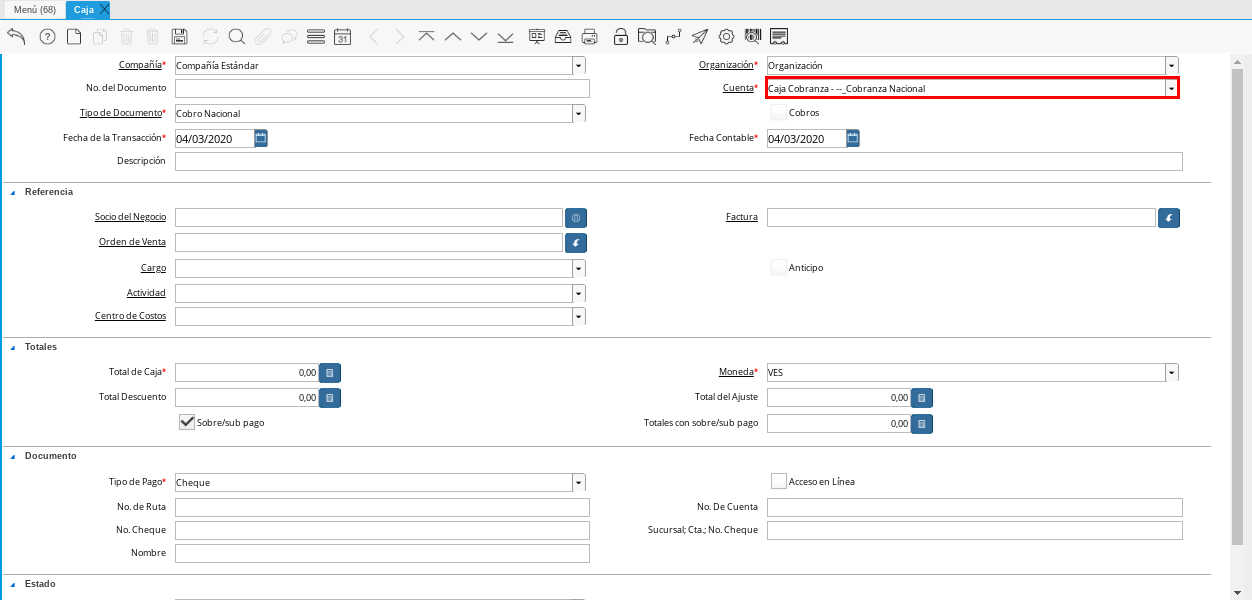 Menú (68) Caja
31
Compañía* Compañía Estándar Organización* Organización
No. del Documento Cuenta* Caja Cobranza - --_Cobranza Nacional
Tipo de Documento* Cobro Nacional Cobros
Fecha de la Transacción* 04/03/2020 Fecha Contable* 04/03/2020
Descripción
Referencia
Socio del Negocio Factura
Orden de Venta
Cargo Anticipo
Actividad
Centro de Costos
Totales
Total de Caja* 0,00 Moneda* VES
Total Descuento 0,00 Total del Ajuste 0,00
Sobre/sub pago Totales con sobre/sub pago 0,00
Documento
Tipo de Pago* Cheque Acceso en Línea
No. de Ruta No. De Cuenta
No. Cheque Sucursal; Cta.; No. Cheque
Nombre
Estado